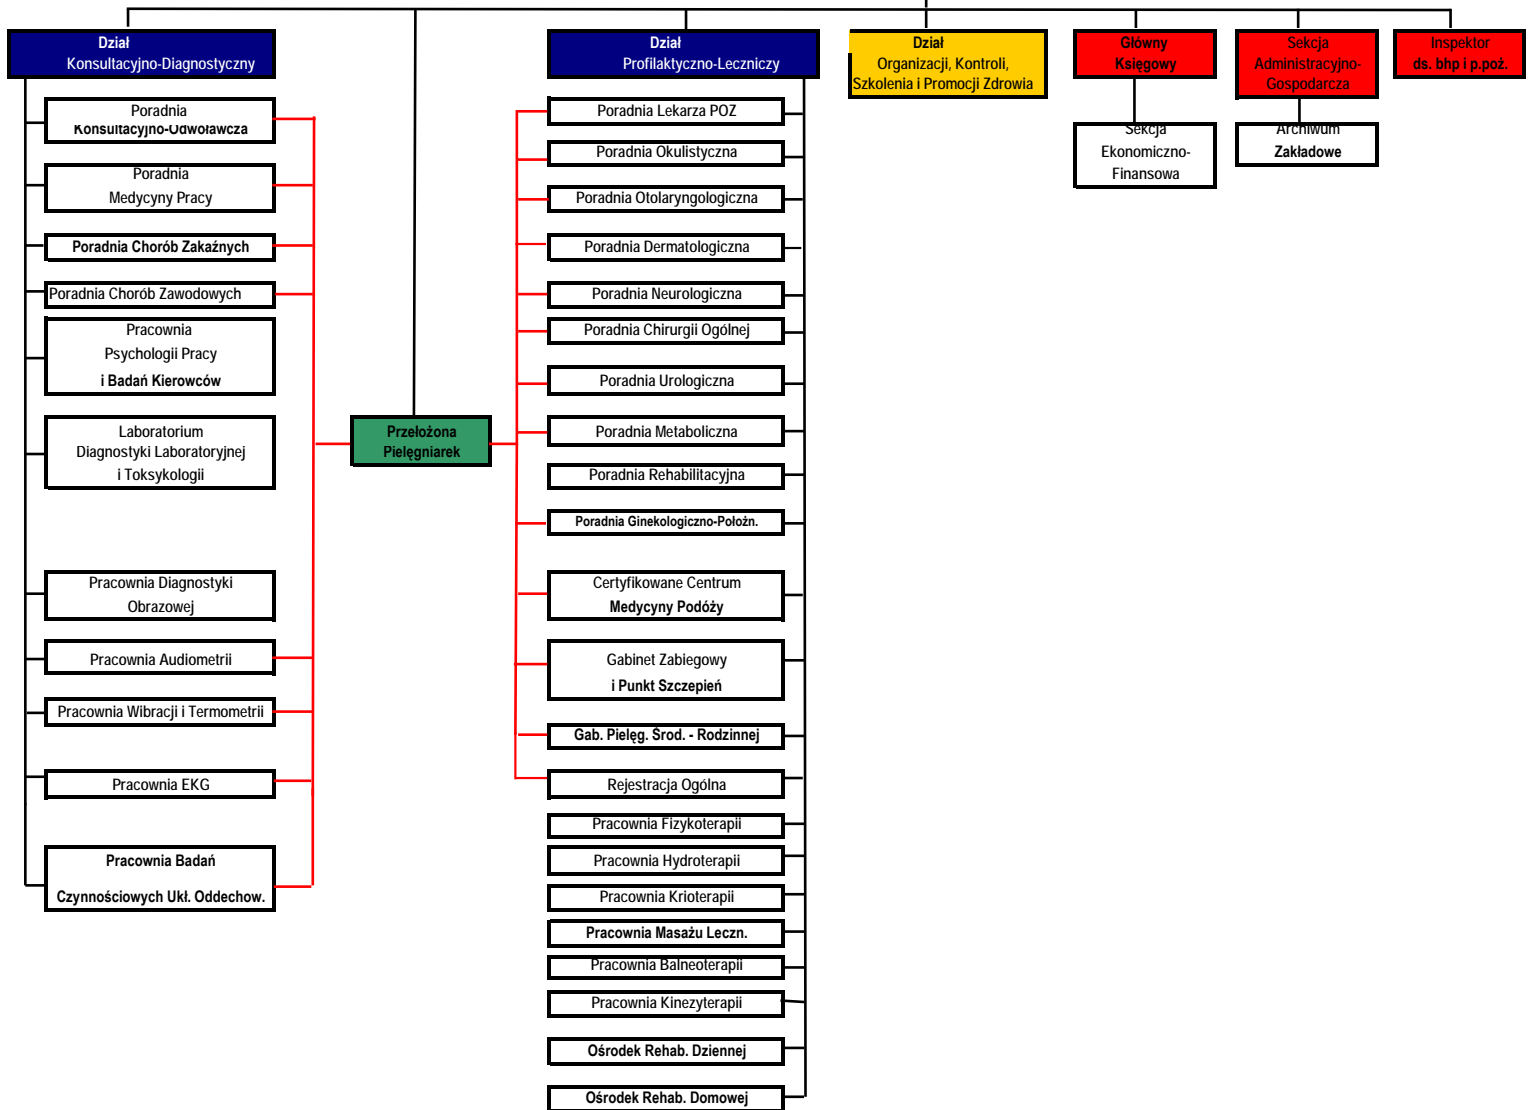 Dział
Konsultacyjno-Diagnostyczny
Dział
Profilaktyczno-Leczniczy
Dział
Organizacji, Kontroli,
Szkolenia i Promocji Zdrowia
Główny
Księgowy
Sekcja
Administracyjno-
Gospodarcza
Inspektor
ds. bhp i p.poż.
Sekcja
Ekonomiczno-
Finansowa
Archiwum
Zakładowe
Poradnia
Konsultacyjno-Odwoławcza
Poradnia
Medycyny Pracy
Poradnia Chorób Zakaźnych
Poradnia Chorób Zawodowych
Pracownia
Psychologii Pracy
i Badań Kierowców
Laboratorium
Diagnostyki Laboratoryjnej
i Toksykologii
Pracownia Diagnostyki
Obrazowej
Pracownia Audiometrii
Pracownia Wibracji i Termometrii
Pracownia EKG
Pracownia Badań
Czynnościowych Ukł. Oddechow.
Przełożona
Pielęgniarek
Poradnia Lekarza POZ
Poradnia Okulistyczna
Poradnia Otolaryngologiczna
Poradnia Dermatologiczna
Poradnia Neurologiczna
Poradnia Chirurgii Ogólnej
Poradnia Urologiczna
Poradnia Metaboliczna
Poradnia Rehabilitacyjna
Poradnia Ginekologiczno-Położn.
Certyfikowane Centrum
Medycyny Podóży
Gabinet Zabiegowy
i Punkt Szczepień
Gab. Pielęg. Środ. - Rodzinnej
Rejestracja Ogólna
Pracownia Fizykoterapii
Pracownia Hydroterapii
Pracownia Krioterapii
Pracownia Masażu Leczn.
Pracownia Balneoterapii
Pracownia Kinezyterapii
Ośrodek Rehab. Dziennej
Ośrodek Rehab. Domowej